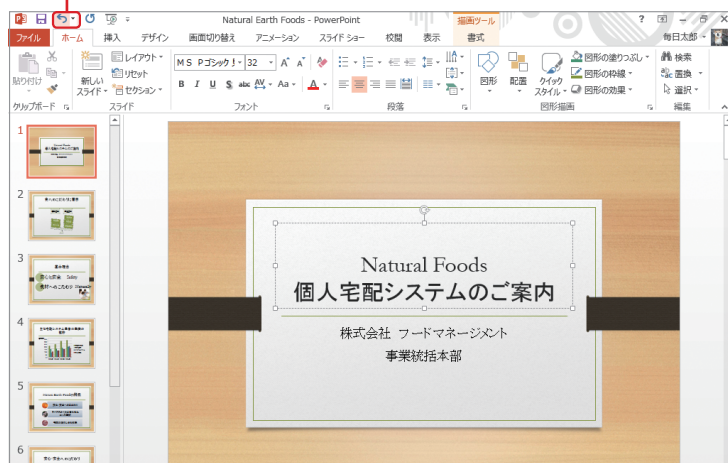 Natural Earth Foods - PowerPoint
描画ツール
毎日太郎
ファイル ホーム 挿入 デザイン 画面切り替え アニメーション スライド ショー 校閲 表示 書式
貼り付け
新しい
スライド
レイアウト
リセット
セクション
ＭＳ Ｐゴシック 32
B I U S abc AV Aa A
図形
配置
クイック
スタイル
図形の塗りつぶし
図形の枠線
図形の効果
検索
置換
選択
クリップボード スライド フォント 段落 図形描画 編集
1
2
3
4
5
6
Natural Foods
個人宅配システムのご案内
株式会社 フードマネージメント
事業統括本部